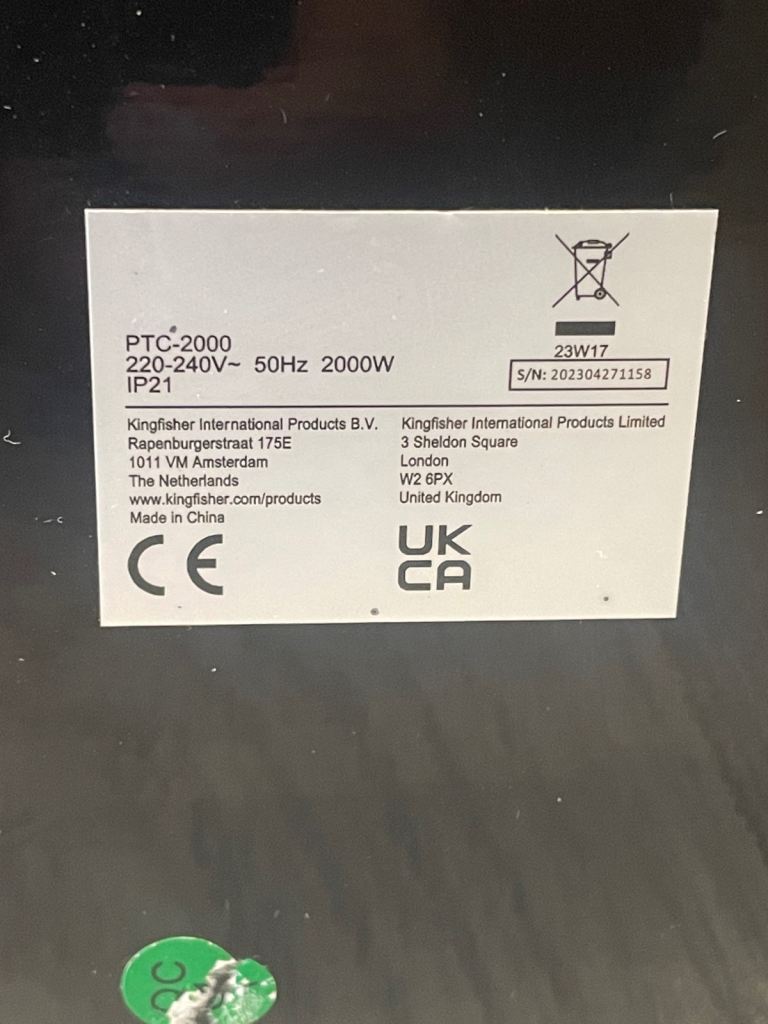 PTC-2000
220-240V~ 50Hz 2000W
IP21
23W17
S/N: 202304271158
Kingfisher International Products B.V.
Rapenburgerstraat 175E
1011 VM Amsterdam
The Netherlands
www.kingfisher.com/products
Made in China
CE
Kingfisher International Products Limited
3 Sheldon Square
London
W2 6PX
United Kingdom
UK
CA